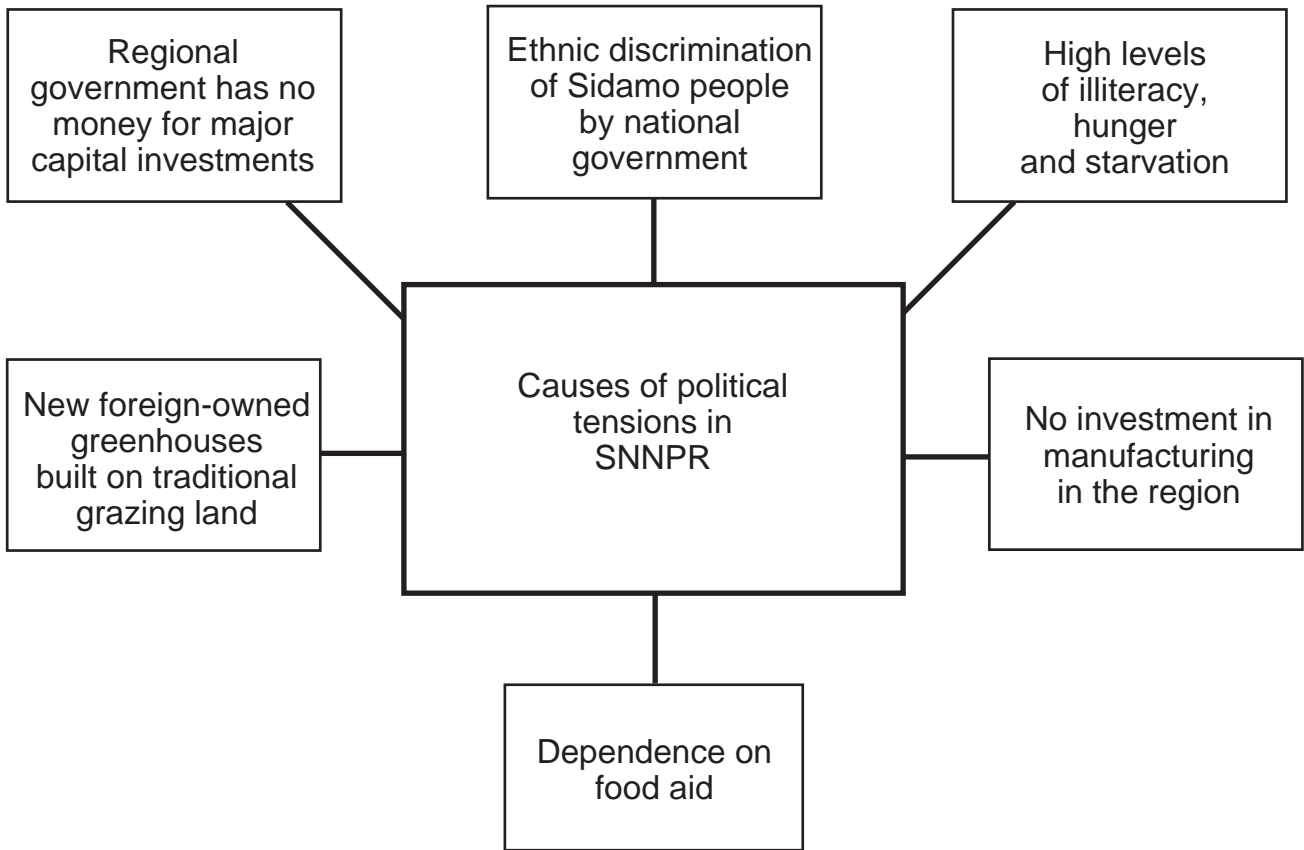 Regional
government has no
money for major
capital investments
Ethnic discrimination
of Sidamo people
by national
government
High levels
of illiteracy,
hunger
and starvation
New foreign-owned
greenhouses
built on traditional
grazing land
Causes of political
tensions in
SNNPR
No investment in
manufacturing
in the region
Dependence on
food aid